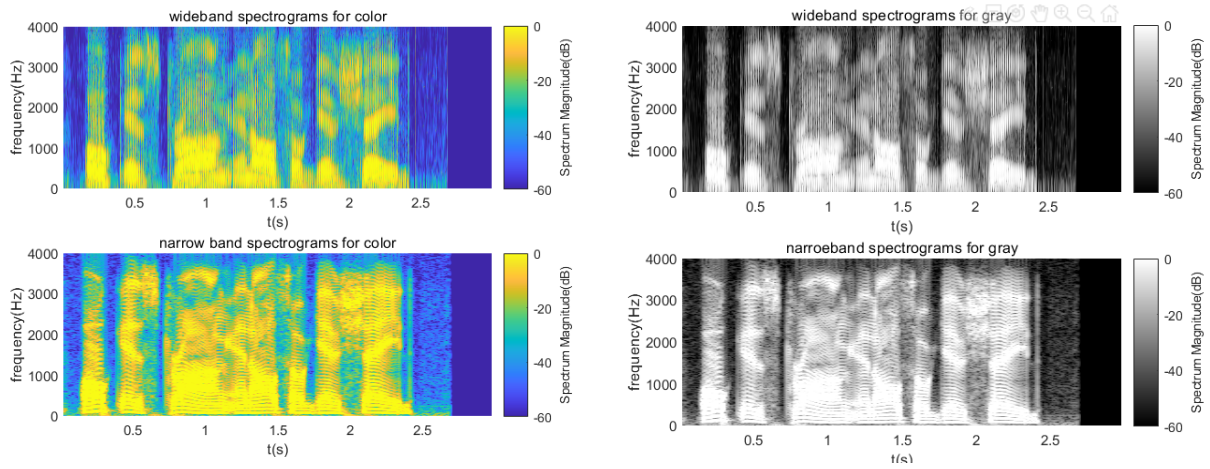 wideband spectrograms for color
4000
3000
2000
1000
0
frequency(Hz)
0.5 1 1.5 2 2.5
t(s)
0
-20
-40
-60
Spectrum Magnitude(dB)
wideband spectrograms for gray
4000
3000
2000
1000
0
frequency(Hz)
0.5 1 1.5 2 2.5
t(s)
0
-20
-40
-60
Spectrum Magnitude(dB)
narrow band spectrograms for color
4000
3000
2000
1000
0
frequency(Hz)
0.5 1 1.5 2 2.5
t(s)
0
-20
-40
-60
Spectrum Magnitude(dB)
narroeband spectrograms for gray
4000
3000
2000
1000
0
frequency(Hz)
0.5 1 1.5 2 2.5
t(s)
0
-20
-40
-60
Spectrum Magnitude(dB)